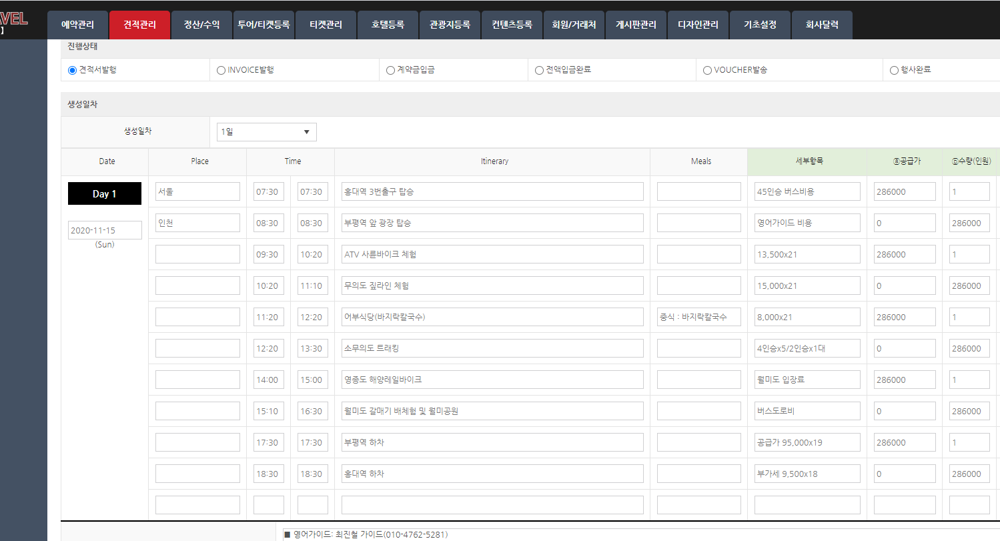 AVEL
】
예약관리 견적관리 정산/수익 투어/티켓등록 티켓관리 호텔등록 관광지등록 컨텐츠등록 회원/거래처 게시판관리 디자인관리 기초설정 회사달력
진행상태
견적서발행 INVOICE발행 계약금입금 전액입금완료 VOUCHER발송 행사완료
생성일차
생성일차 1일 ▼
Date Place Time Itinerary Meals 세부항목 ⓐ공급가 ⓑ수량(인원)
Day 1 서울 07:30 07:30 홍대역 3번출구 탑승 45인승 버스비용 286000 1
2020-11-15 인천 08:30 08:30 부평역 앞 광장 탑승 영어가이드 비용 0 286000
(Sun)
09:30 10:20 ATV 사륜바이크 체험 13,500x21 286000 1
10:20 11:10 무의도 짚라인 체험 15,000x21 0 286000
11:20 12:20 어부식당(바지락칼국수) 중식 : 바지락칼국수 8,000x21 286000 1
12:20 13:30 소무의도 트래킹 4인승x5/2인승x1대 0 286000
14:00 15:00 영종도 해양레일바이크 월미도 입장료 286000 1
15:10 16:30 월미도 갈매기 배체험 및 월미공원 버스도로비 0 286000
17:30 17:30 부평역 하차 공급가 95,000x19 286000 1
18:30 18:30 홍대역 하차 부가세 9,500x18 0 286000
■ 영어가이드: 최진철 가이드(010-4762-5281)